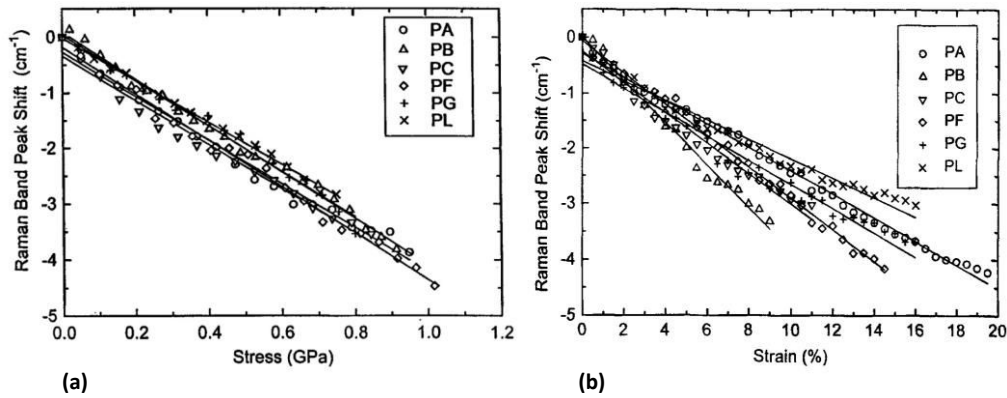 0
-1
-2
-3
-4
-5
Raman Band Peak Shift (cm⁻¹)
PA
PB
PC
PF
PG
PL
0.0 0.2 0.4 0.6 0.8 1.0 1.2
Stress (GPa)
(a)
0
-1
-2
-3
-4
-5
Raman Band Peak Shift (cm⁻¹)
PA
PB
PC
PF
PG
PL
0 2 4 6 8 10 12 14 16 18 20
Strain (%)
(b)